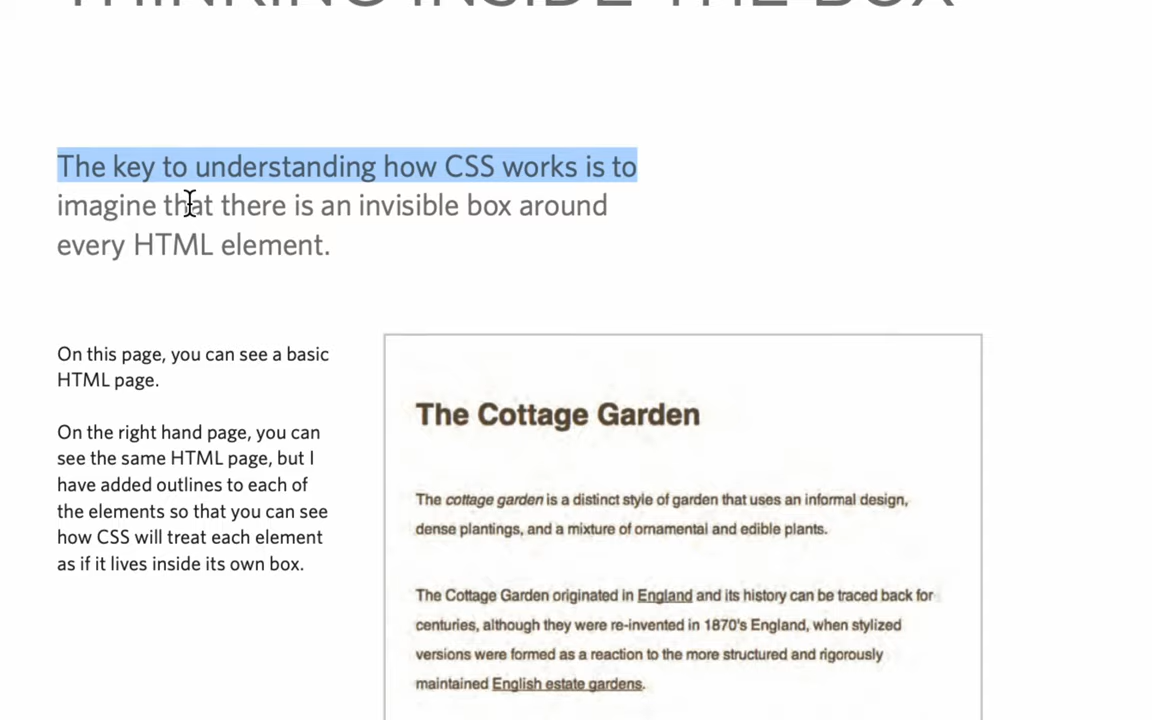 THINKING INSIDE THE BOX
The key to understanding how CSS works is to
imagine that there is an invisible box around
every HTML element.
On this page, you can see a basic
HTML page.
On the right hand page, you can
see the same HTML page, but I
have added outlines to each of
the elements so that you can see
how CSS will treat each element
as if it lives inside its own box.
The Cottage Garden
The cottage garden is a distinct style of garden that uses an informal design,
dense plantings, and a mixture of ornamental and edible plants.
The Cottage Garden originated in England and its history can be traced back for
centuries, although they were re-invented in 1870's England, when stylized
versions were formed as a reaction to the more structured and rigorously
maintained English estate gardens.